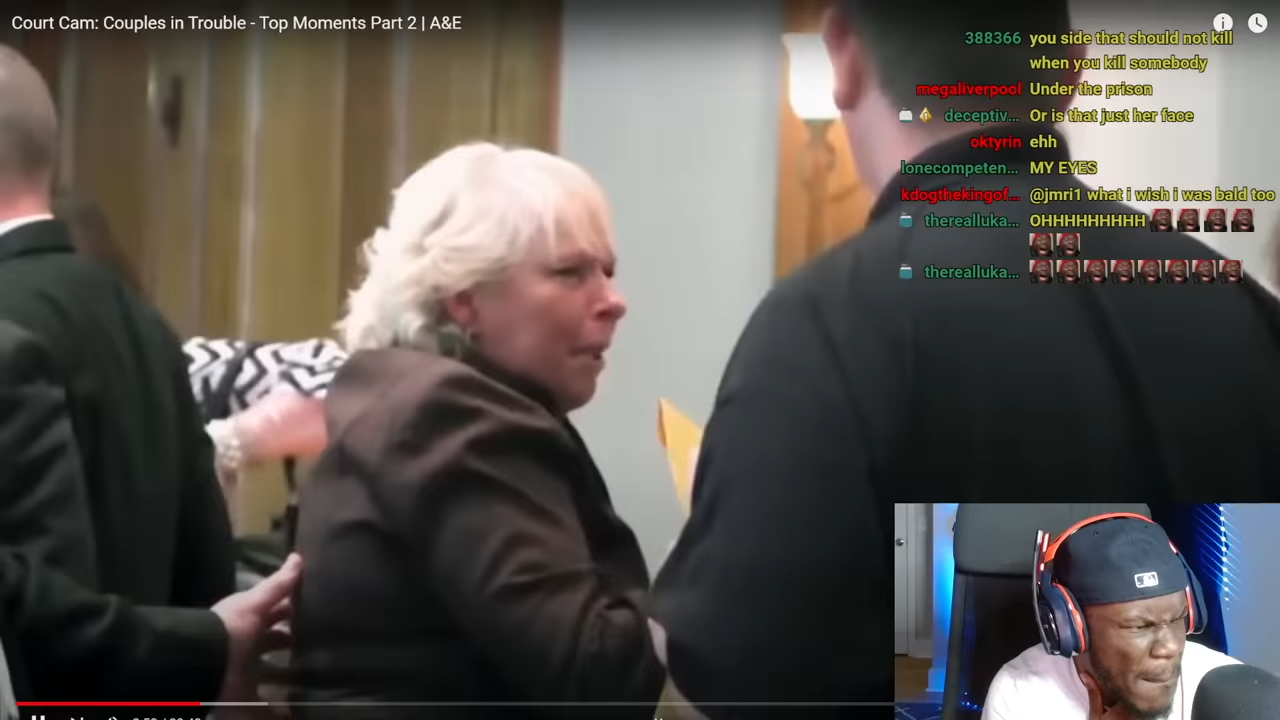 Court Cam: Couples in Trouble - Top Moments Part 2 | A&E
388366 you side that should not kill
when you kill somebody
megaliverpool Under the prison
deceptiv... Or is that just her face
oktyrin ehh
lonecompeten... MY EYES
kdogthekingof... @jmri1 what i wish i was bald too
therealluka... OHHHHHHHHH
therealluka...